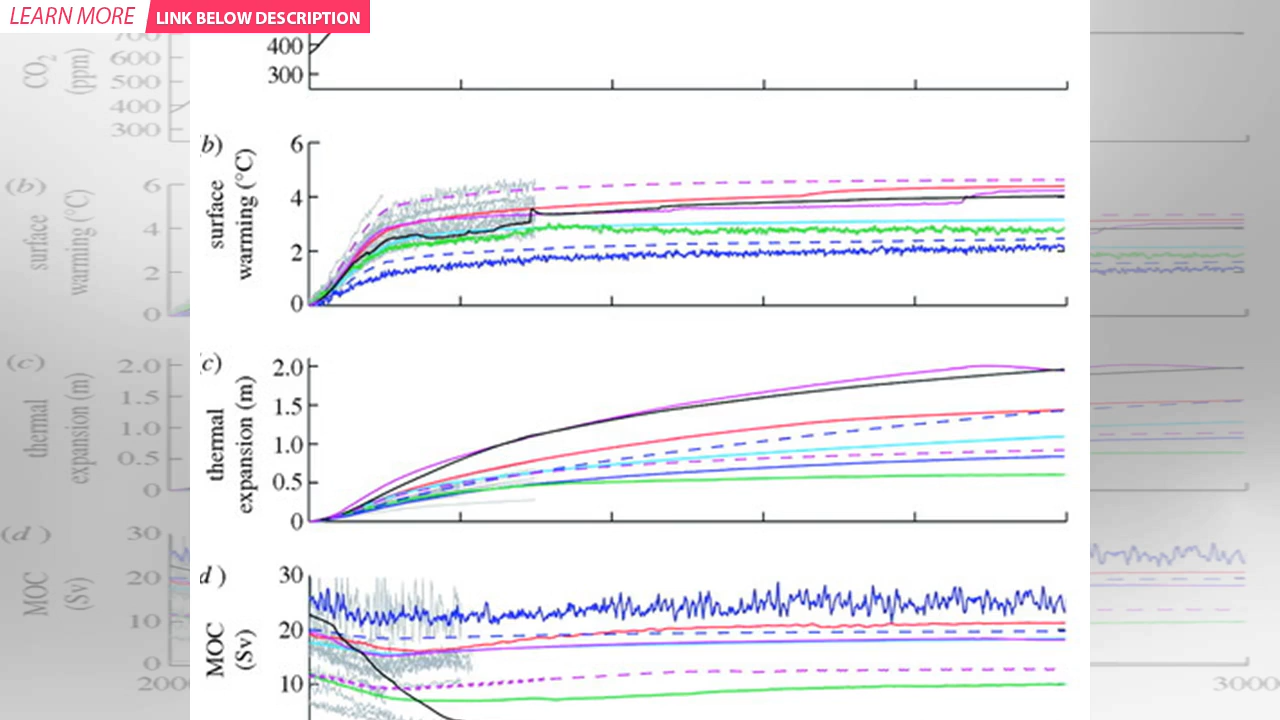 LEARN MORE LINK BELOW DESCRIPTION
700
600
500
400
300
CO2
(ppm)
400
300
(b)
surface
warming (°C)
6
4
2
0
b)
surface
warming (°C)
6
4
2
0
(c)
thermal
expansion (m)
2.0
1.5
1.0
0.5
0
c)
thermal
expansion (m)
2.0
1.5
1.0
0.5
0
(d )
MOC
(Sv)
30
20
10
0
d )
MOC
(Sv)
30
20
10
200
3000